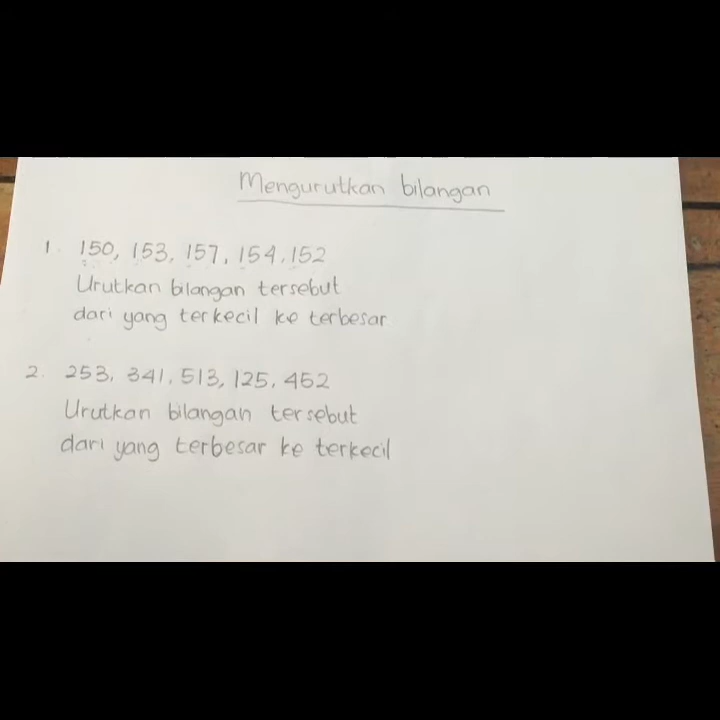 Mengurutkan bilangan
1. 150, 153, 157, 154, 152
Urutkan bilangan tersebut
dari yang terkecil ke terbesar
2. 253, 341, 513, 125, 452
Urutkan bilangan tersebut
dari yang terbesar ke terkecil